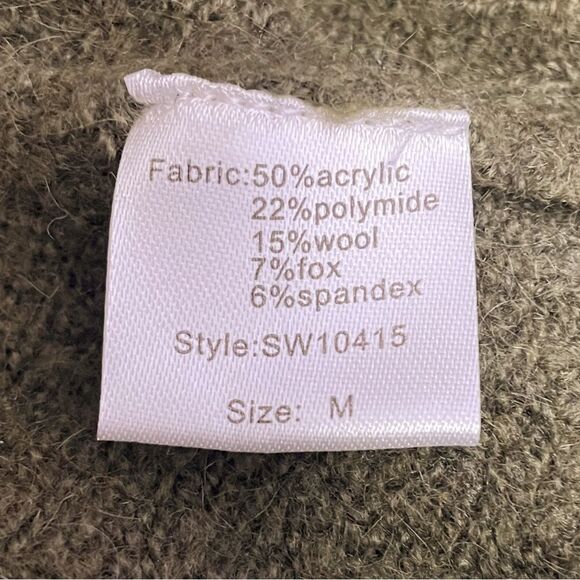 Fabric:50%acrylic
22%polymide
15%wool
7%fox
6%spandex
Style:SW10415
Size: M